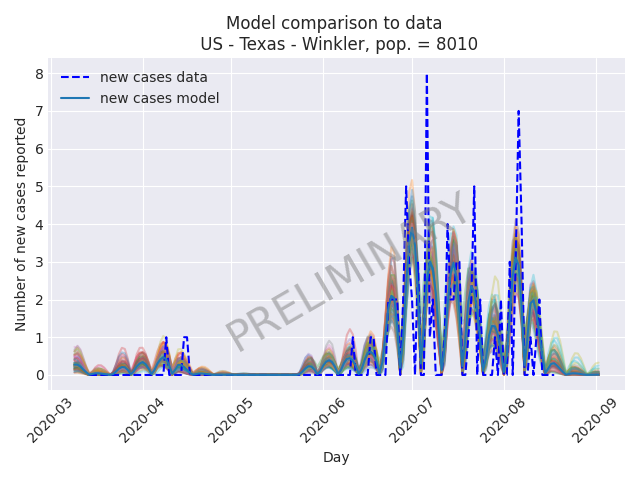 Model comparison to data
US - Texas - Winkler, pop. = 8010
new cases data
new cases model
Number of new cases reported
8
7
6
5
4
3
2
1
0
PRELIMINARY
2020-03
2020-04
2020-05
2020-06
2020-07
2020-08
2020-09
Day